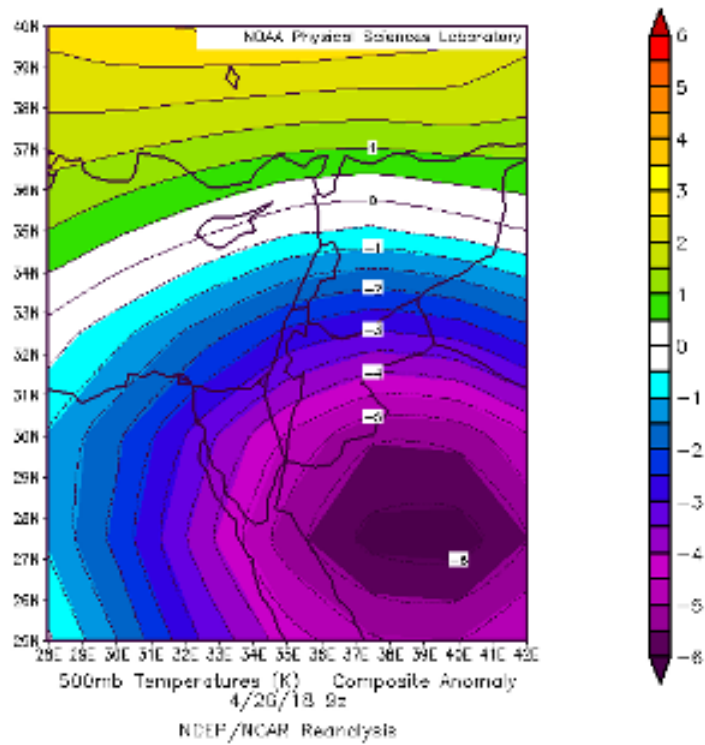 NOAA Physical Sciences Laboratory
40N
39N
38N
37N
36N
35N
34N
33N
32N
31N
30N
29N
28N
27N
26N
25N
1
0
-1
-2
-3
-4
-5
-6
28E 29E 30E 31E 32E 33E 34E 35E 36E 37E 38E 39E 40E 41E 42E
500mb Temperatures (K) Composite Anomaly
4/26/18 9z
NCEP/NCAR Reanalysis
6
5
4
3
2
1
0
-1
-2
-3
-4
-5
-6